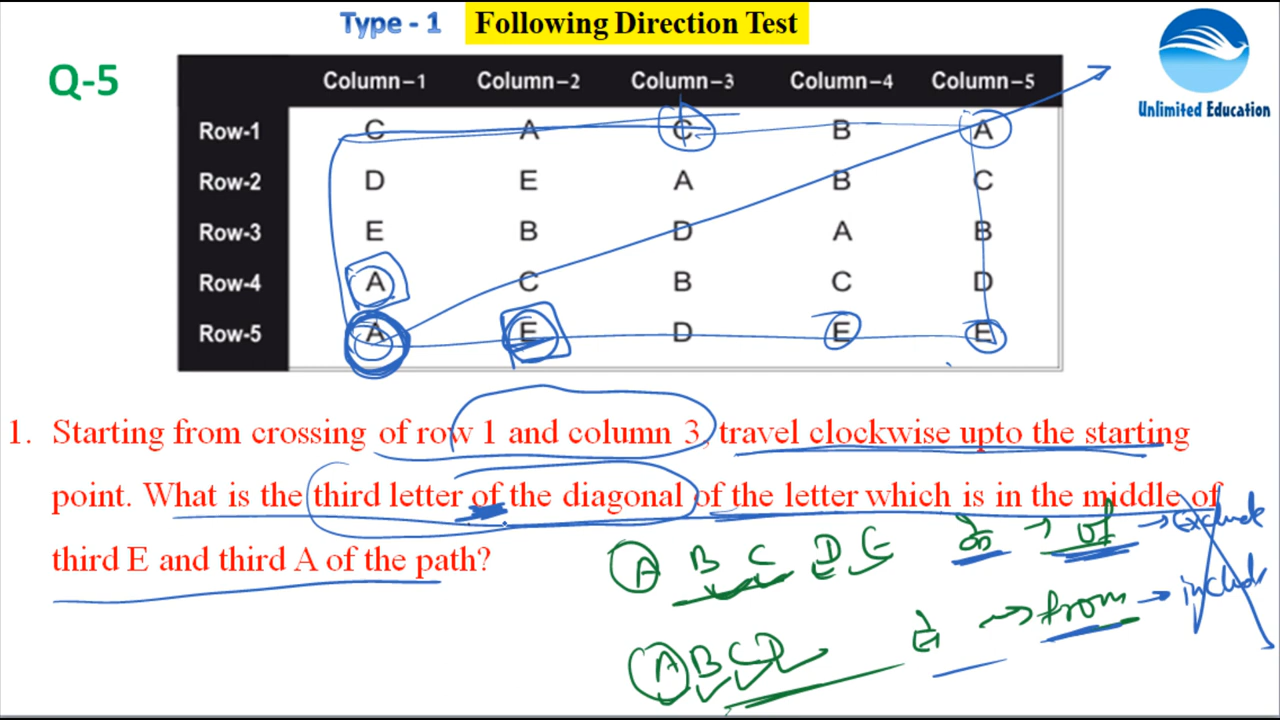 Type - 1 Following Direction Test
Unlimited Education
Q-5
Column–1 Column–2 Column–3 Column–4 Column–5
Row-1 C A C B A
Row-2 D E A B C
Row-3 E B D A B
Row-4 A C B C D
Row-5 A E D E E
1. Starting from crossing of row 1 and column 3, travel clockwise upto the starting
point. What is the third letter of the diagonal of the letter which is in the middle of
third E and third A of the path?
A B C D E → of → exclude
A B C D → from → include